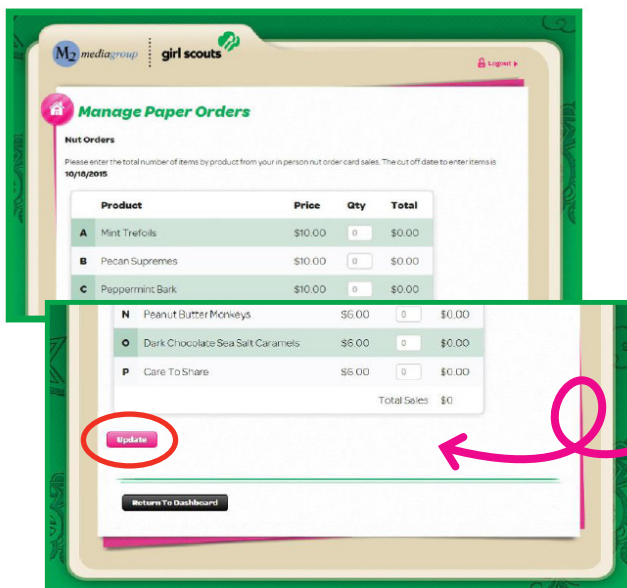 M2 mediagroup girl scouts
Logout
Manage Paper Orders
Nut Orders
Please enter the total number of items by product from your in person nut order card sales. The cut off date to enter items is
10/18/2015
Product Price Qty Total
A Mint Trefoils $10.00 0 $0.00
B Pecan Supremes $10.00 0 $0.00
C Peppermint Bark $10.00 0 $0.00
N Peanut Butter Monkeys $6.00 0 $0.00
O Dark Chocolate Sea Salt Caramels $6.00 0 $0.00
P Care To Share $6.00 0 $0.00
Total Sales $0
Update
Return To Dashboard